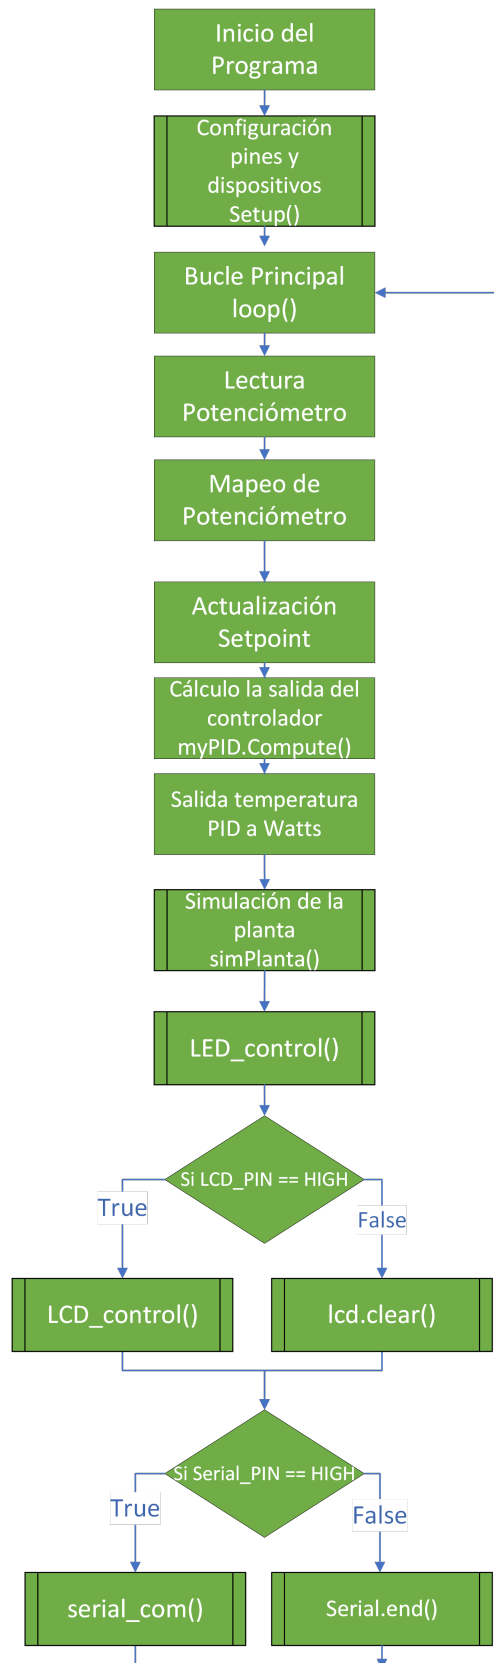 Inicio del
Programa
Configuración
pines y
dispositivos
Setup()
Bucle Principal
loop()
Lectura
Potenciómetro
Mapeo de
Potenciómetro
Actualización
Setpoint
Cálculo la salida del
controlador
myPID.Compute()
Salida temperatura
PID a Watts
Simulación de la
planta
simPlanta()
LED_control()
Si LCD_PIN == HIGH
True
False
LCD_control()
lcd.clear()
Si Serial_PIN == HIGH
True
False
serial_com()
Serial.end()